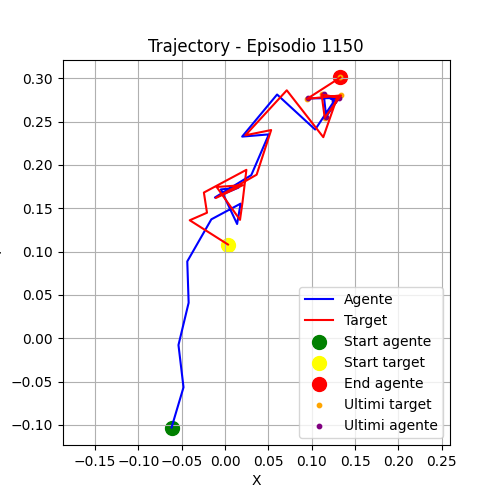 Trajectory - Episodio 1150
0.30
0.25
0.20
0.15
0.10
0.05
0.00
−0.05
−0.10
Agente
Target
Start agente
Start target
End agente
Ultimi target
Ultimi agente
−0.15 −0.10 −0.05 0.00 0.05 0.10 0.15 0.20 0.25
X